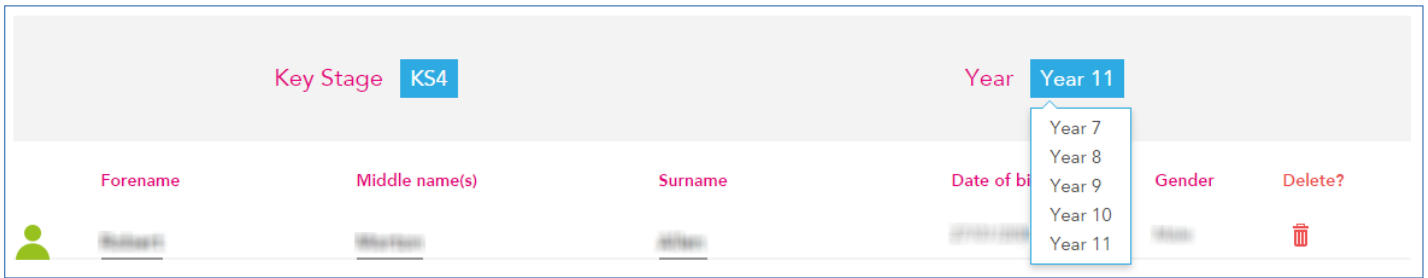 Key Stage KS4 Year Year 11
Year 7
Year 8
Year 9
Year 10
Year 11
Forename Middle name(s) Surname Date of bi Gender Delete?